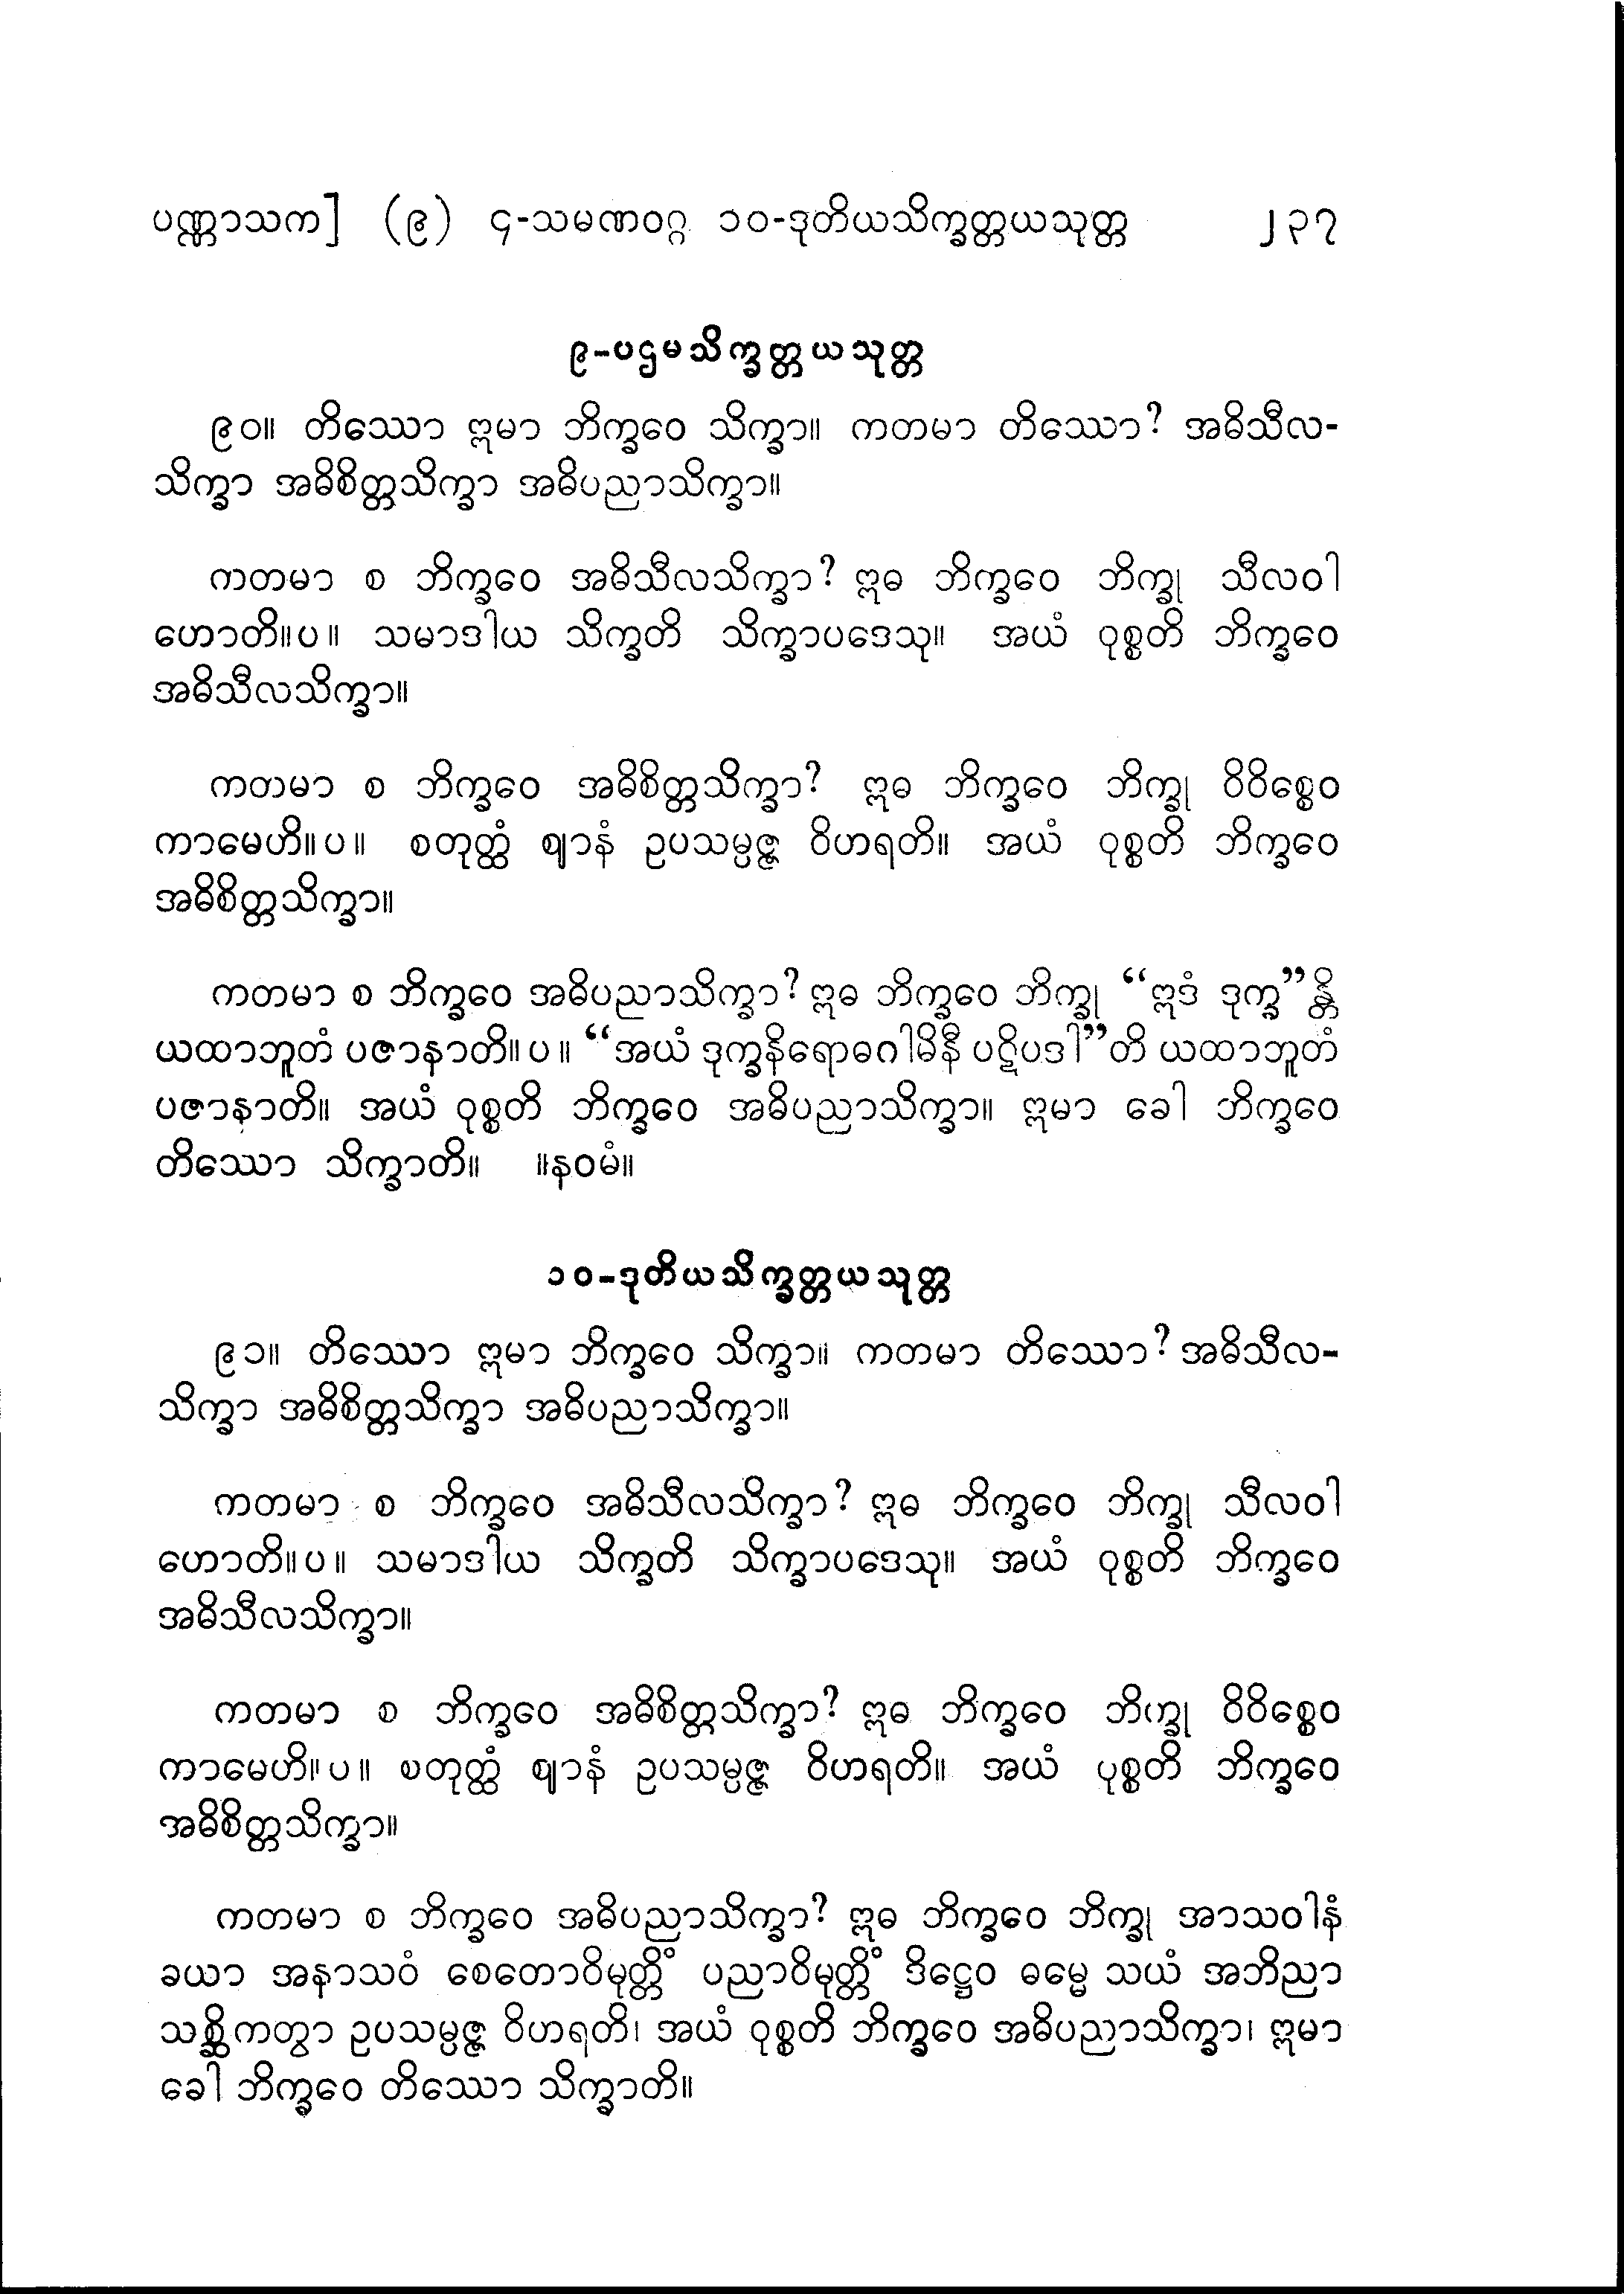 ပဏ္ဏာသက] (၉) ၄-သမဏဝဂ္ဂ ၁၀-ဒုတိယသိက္ခတ္တယသုတ္တ ၂၃၇
၉-ပဌမသိက္ခတ္တယသုတ္တ
၉၀။ တိဿော ဣမာ ဘိက္ခဝေ သိက္ခာ။ ကတမာ တိဿော? အဓိသီလ-
သိက္ခာ အဓိစိတ္တသိက္ခာ အဓိပညာသိက္ခာ။
ကတမာ စ ဘိက္ခဝေ အဓိသီလသိက္ခာ? ဣဓ ဘိက္ခဝေ ဘိက္ခု သီလဝါ
ဟောတိ။ပ။ သမာဒါယ သိက္ခတိ သိက္ခာပဒေသု။ အယံ ဝုစ္စတိ ဘိက္ခဝေ
အဓိသီလသိက္ခာ။
ကတမာ စ ဘိက္ခဝေ အဓိစိတ္တသိက္ခာ? ဣဓ ဘိက္ခဝေ ဘိက္ခု ဝိဝိစ္စေဝ
ကာမေဟိ။ပ။ စတုတ္ထံ ဈာနံ ဥပသမ္ပဇ္ဇ ဝိဟရတိ။ အယံ ဝုစ္စတိ ဘိက္ခဝေ
အဓိစိတ္တသိက္ခာ။
ကတမာ စ ဘိက္ခဝေ အဓိပညာသိက္ခာ? ဣဓ ဘိက္ခဝေ ဘိက္ခု “ဣဒံ ဒုက္ခ”န္တိ
ယထာဘူတံ ပဇာနာတိ။ပ။ “အယံ ဒုက္ခနိရောဓဂါမိနီ ပဋိပဒါ”တိ ယထာဘူတံ
ပဇာနာတိ။ အယံ ဝုစ္စတိ ဘိက္ခဝေ အဓိပညာသိက္ခာ။ ဣမာ ခေါ ဘိက္ခဝေ
တိဿော သိက္ခာတိ။ ။နဝမံ။
၁၀-ဒုတိယသိက္ခတ္တယသုတ္တ
၉၁။ တိဿော ဣမာ ဘိက္ခဝေ သိက္ခာ။ ကတမာ တိဿော? အဓိသီလ-
သိက္ခာ အဓိစိတ္တသိက္ခာ အဓိပညာသိက္ခာ။
ကတမာ စ ဘိက္ခဝေ အဓိသီလသိက္ခာ? ဣဓ ဘိက္ခဝေ ဘိက္ခု သီလဝါ
ဟောတိ။ပ။ သမာဒါယ သိက္ခတိ သိက္ခာပဒေသု။ အယံ ဝုစ္စတိ ဘိက္ခဝေ
အဓိသီလသိက္ခာ။
ကတမာ စ ဘိက္ခဝေ အဓိစိတ္တသိက္ခာ? ဣဓ ဘိက္ခဝေ ဘိက္ခု ဝိဝိစ္စေဝ
ကာမေဟိ။ပ။ စတုတ္ထံ ဈာနံ ဥပသမ္ပဇ္ဇ ဝိဟရတိ။ အယံ ပုစ္စတိ ဘိက္ခဝေ
အဓိစိတ္တသိက္ခာ။
ကတမာ စ ဘိက္ခဝေ အဓိပညာသိက္ခာ? ဣဓ ဘိက္ခဝေ ဘိက္ခု အာသဝါနံ
ခယာ အနာသဝံ စေတောဝိမုတ္တိံ ပညာဝိမုတ္တိံ ဒိဋ္ဌေဝ ဓမ္မေ သယံ အဘိညာ
သစ္ဆိကတွာ ဥပသမ္ပဇ္ဇ ဝိဟရတိ၊ အယံ ဝုစ္စတိ ဘိက္ခဝေ အဓိပညာသိက္ခာ၊ ဣမာ
ခေါ ဘိက္ခဝေ တိဿော သိက္ခာတိ။